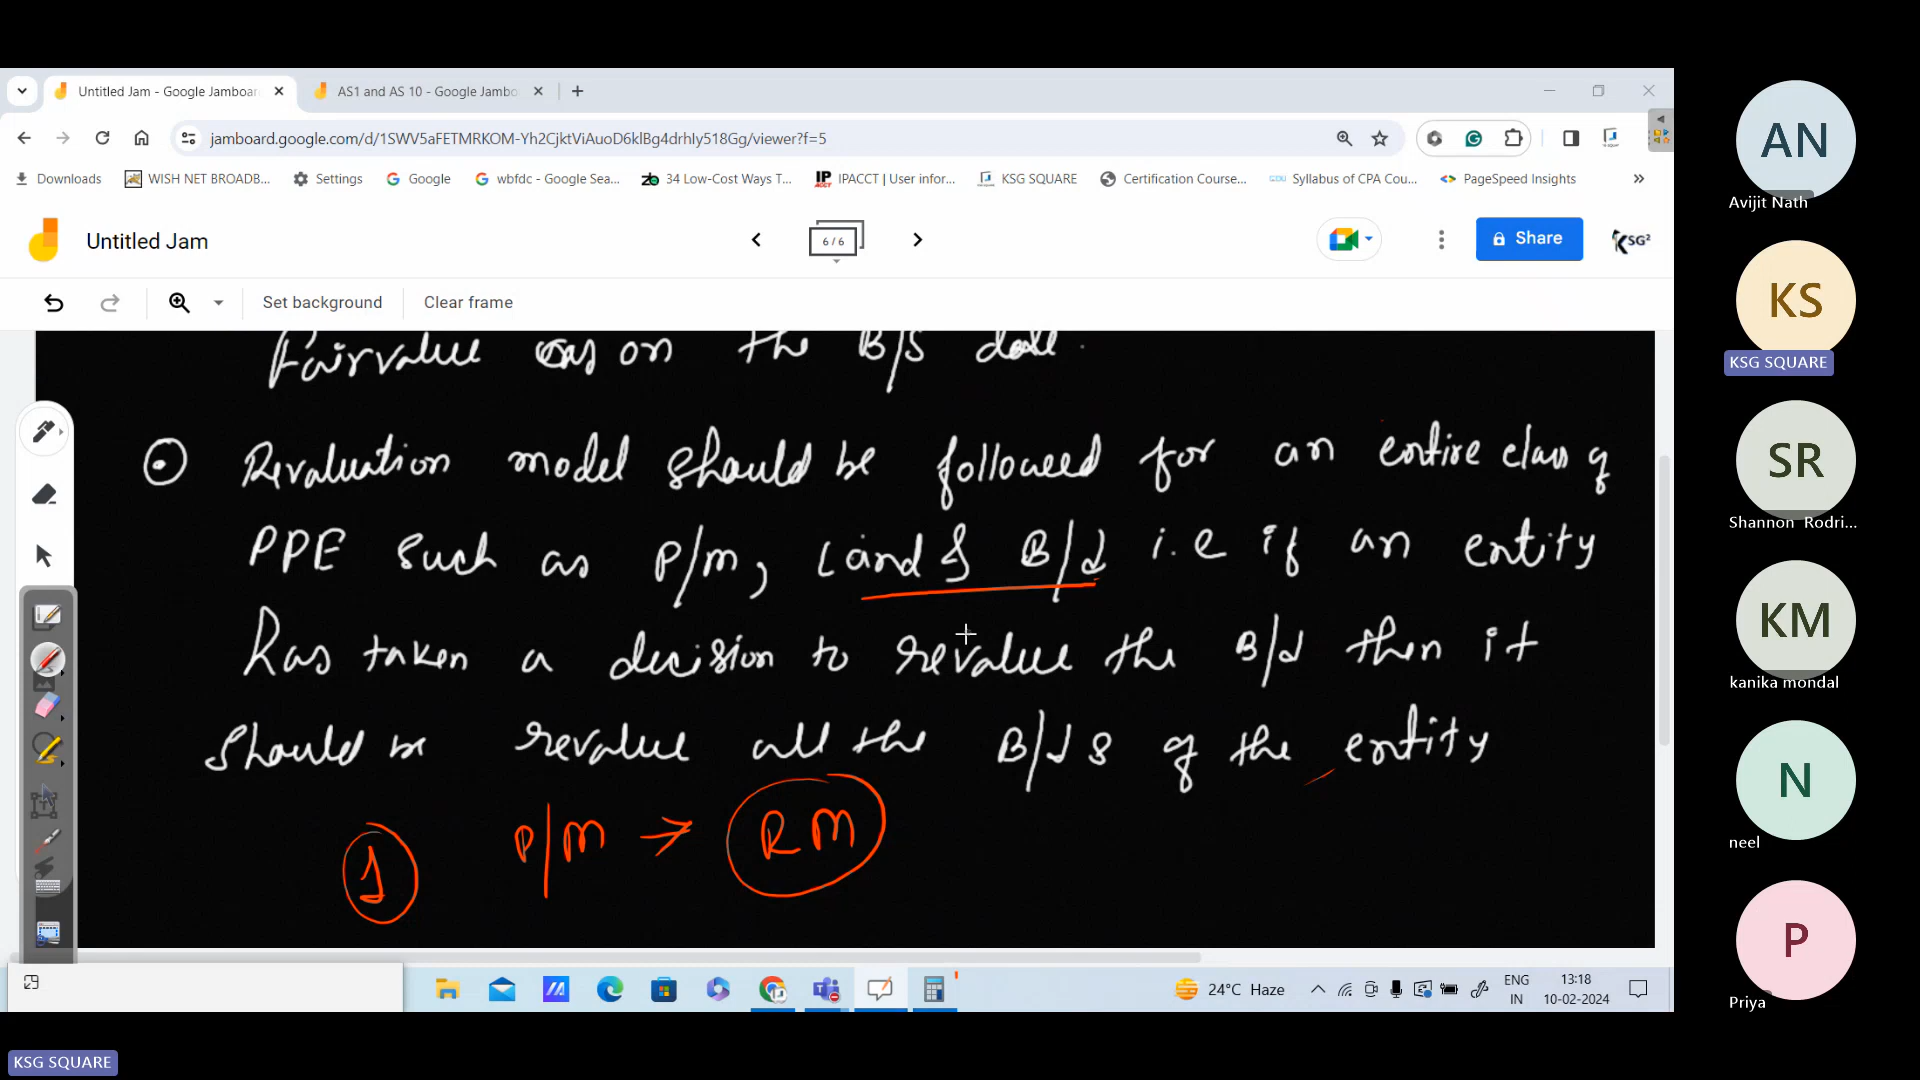 Untitled Jam - Google Jamboar
AS1 and AS 10 - Google Jambo
jamboard.google.com/d/1SWV5aFETMRKOM-Yh2CjktViAuoD6klBg4drhIy518Gg/viewer?f=5
Downloads WISH NET BROADB... Settings Google wbfdc - Google Sea... 34 Low-Cost Ways T... IPACCT | User infor... KSG SQUARE Certification Course... Syllabus of CPA Cou... PageSpeed Insights
Untitled Jam 6 / 6 Share KSG²
Set background Clear frame
Fairvalue as on the B/S date.
Revaluation model should be followed for an entire class of
PPE such as P/m, Land & B/d i.e if an entity
has taken a decision to revalue the B/d then it
should be revalue all the B/ds of the entity
1 P/M → RM
24°C Haze ENG IN 13:18 10-02-2024
AN
Avijit Nath
KS
KSG SQUARE
SR
Shannon Rodri...
KM
kanika mondal
N
neel
P
Priya
KSG SQUARE